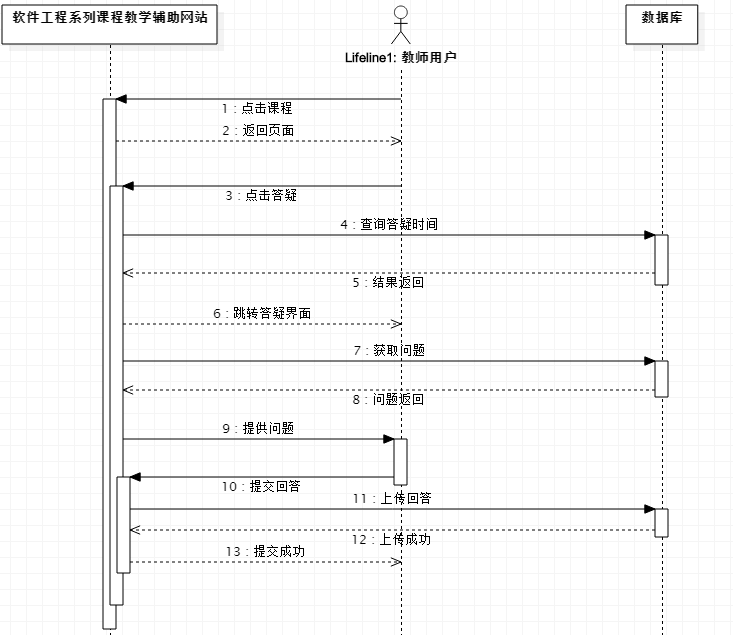 软件工程系列课程教学辅助网站
数据库
Lifeline1: 教师用户
1 : 点击课程
2 : 返回页面
3 : 点击答疑
4 : 查询答疑时间
5 : 结果返回
6 : 跳转答疑界面
7 : 获取问题
8 : 问题返回
9 : 提供问题
10 : 提交回答
11 : 上传回答
12 : 上传成功
13 : 提交成功